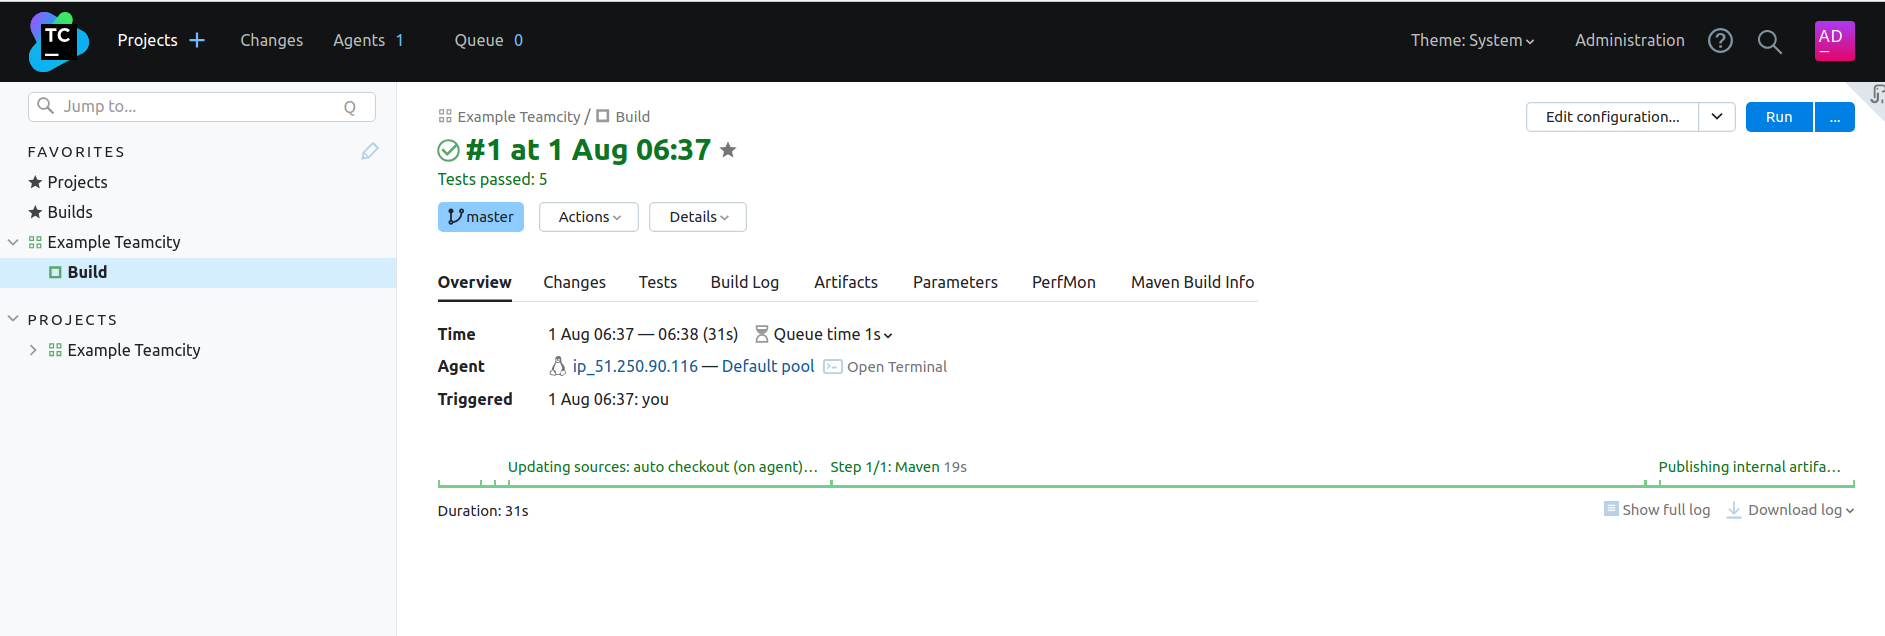 TC
Projects
Changes
Agents 1
Queue 0
Theme: System
Administration
?
AD
Jump to...
Q
FAVORITES
Projects
Builds
Example Teamcity
Build
PROJECTS
Example Teamcity
Example Teamcity / Build
Edit configuration...
Run
...
#1 at 1 Aug 06:37
Tests passed: 5
master
Actions
Details
Overview
Changes
Tests
Build Log
Artifacts
Parameters
PerfMon
Maven Build Info
Time 1 Aug 06:37 — 06:38 (31s) Queue time 1s
Agent ip_51.250.90.116 — Default pool Open Terminal
Triggered 1 Aug 06:37: you
Updating sources: auto checkout (on agent)... Step 1/1: Maven 19s Publishing internal artifa...
Duration: 31s
Show full log
Download log